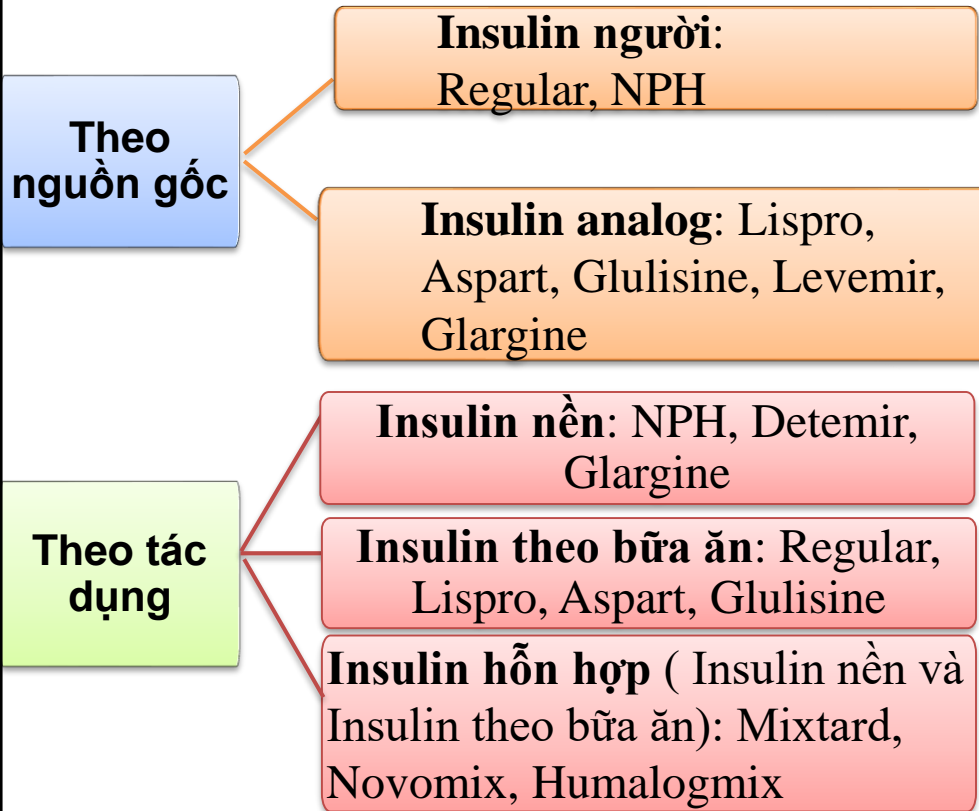 Theo
nguồn gốc
Insulin người:
Regular, NPH
Insulin analog: Lispro,
Aspart, Glulisine, Levemir,
Glargine
Theo tác
dụng
Insulin nền: NPH, Detemir,
Glargine
Insulin theo bữa ăn: Regular,
Lispro, Aspart, Glulisine
Insulin hỗn hợp ( Insulin nền và
Insulin theo bữa ăn): Mixtard,
Novomix, Humalogmix